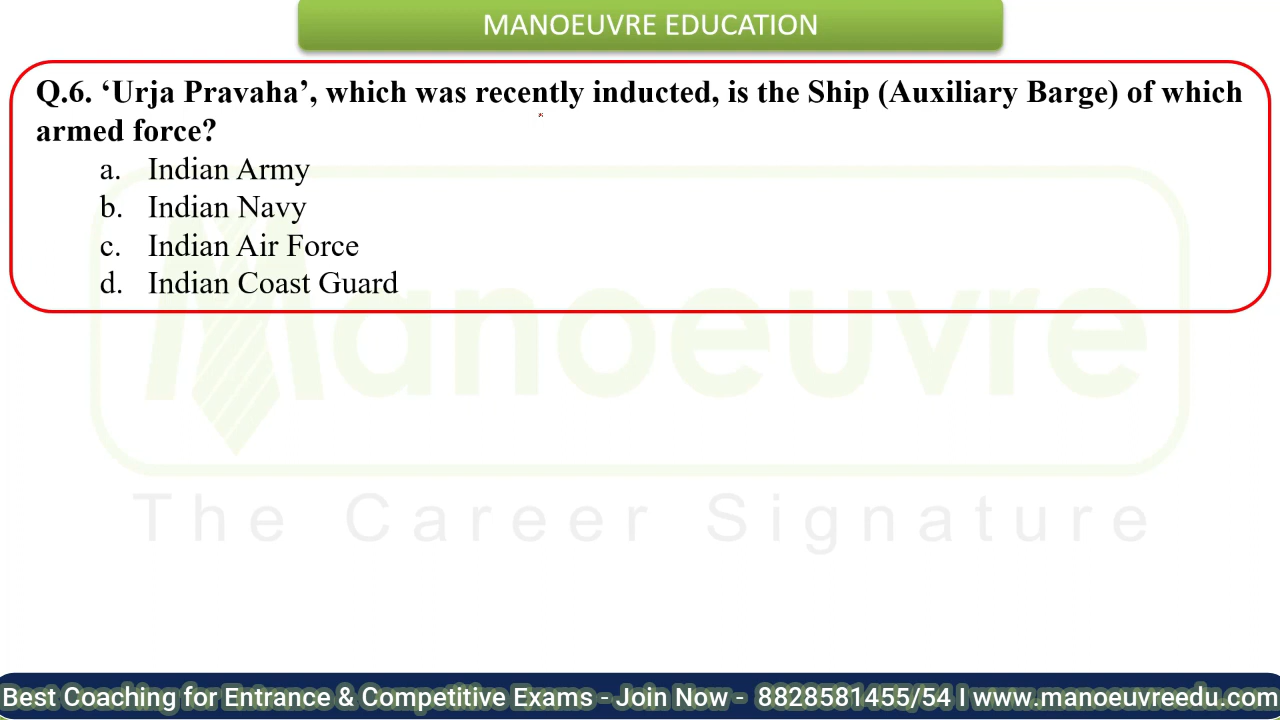 MANOEUVRE EDUCATION
Q.6. ‘Urja Pravaha’, which was recently inducted, is the Ship (Auxiliary Barge) of which
armed force?
a. Indian Army
b. Indian Navy
c. Indian Air Force
d. Indian Coast Guard
Manoeuvre
The Career Signature
Best Coaching for Entrance & Competitive Exams - Join Now - 8828581455/54 I www.manoeuvreedu.com